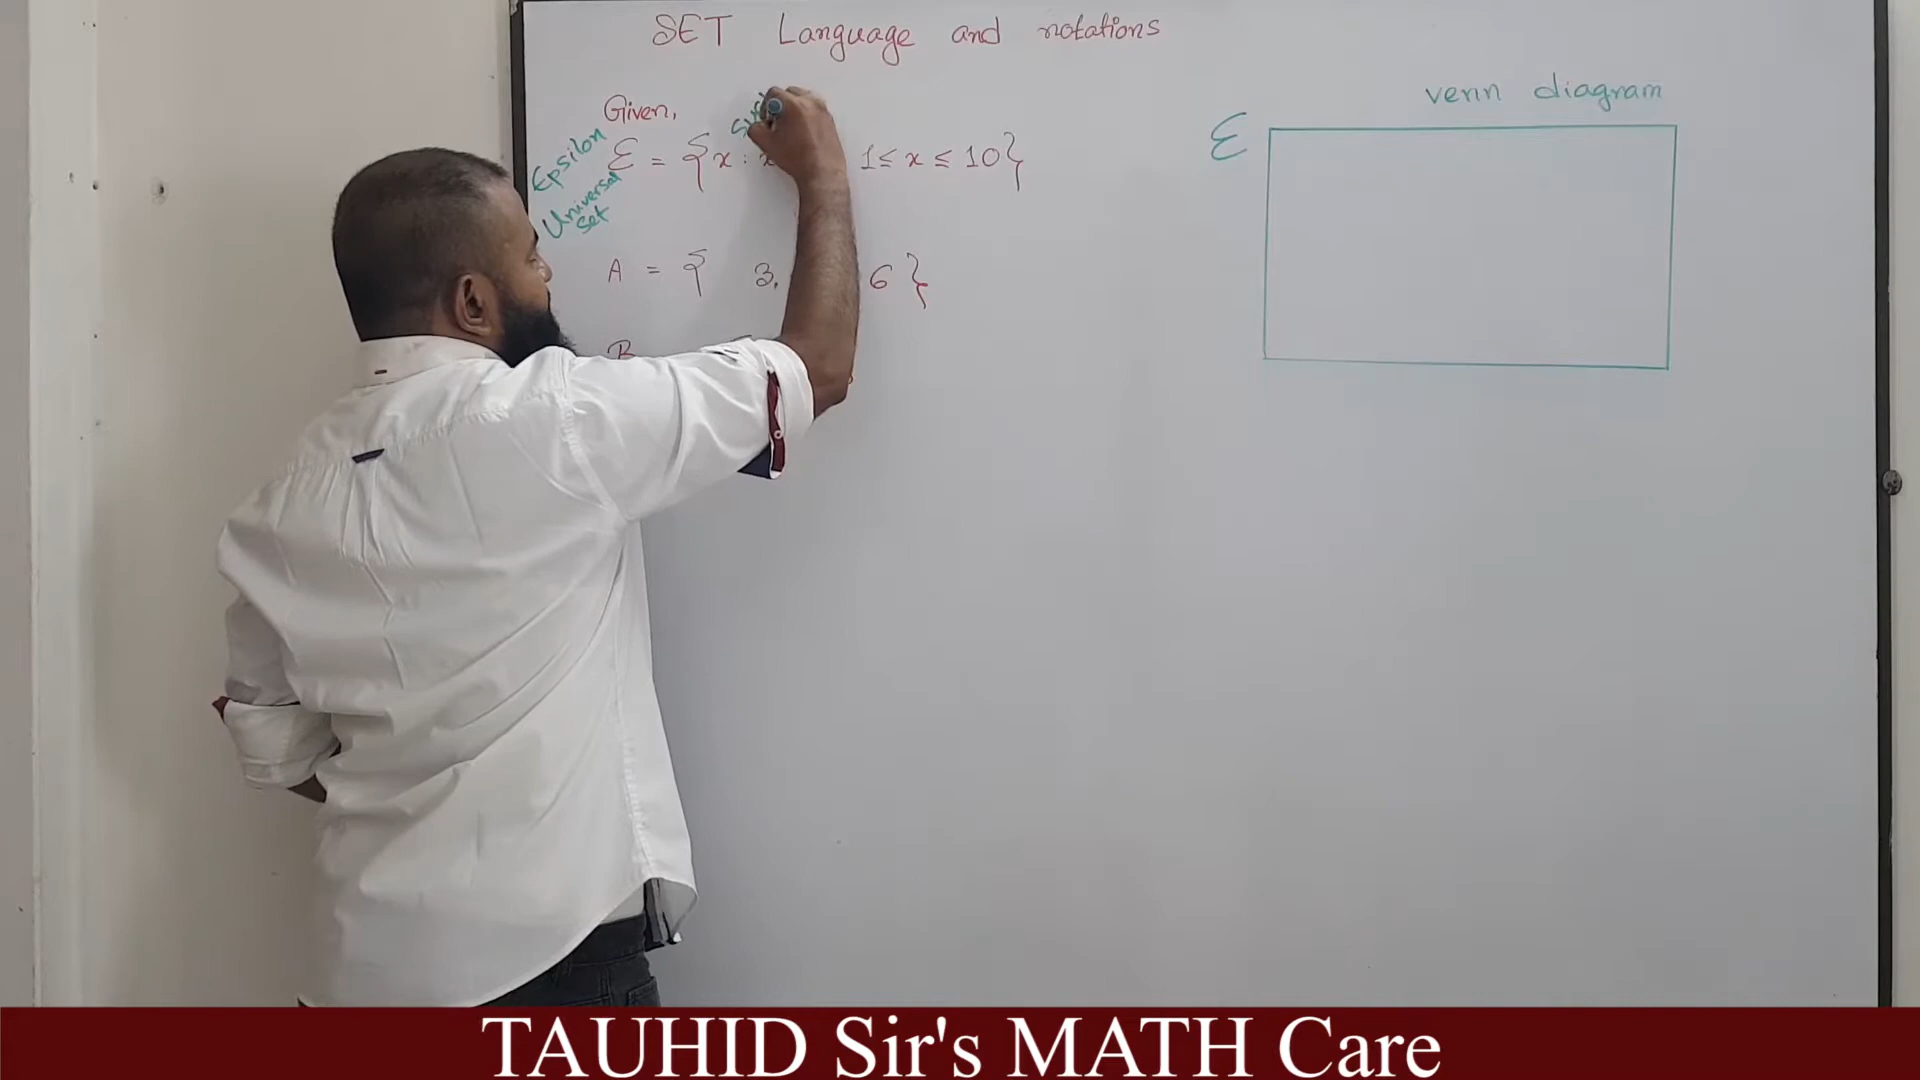 SET Language and notations
venn diagram
Given,
Epsilon
Universal
set
ℰ = {x : x 1 ≤ x ≤ 10}
ℰ
A = { 3, 6 }
B
TAUHID Sir's MATH Care